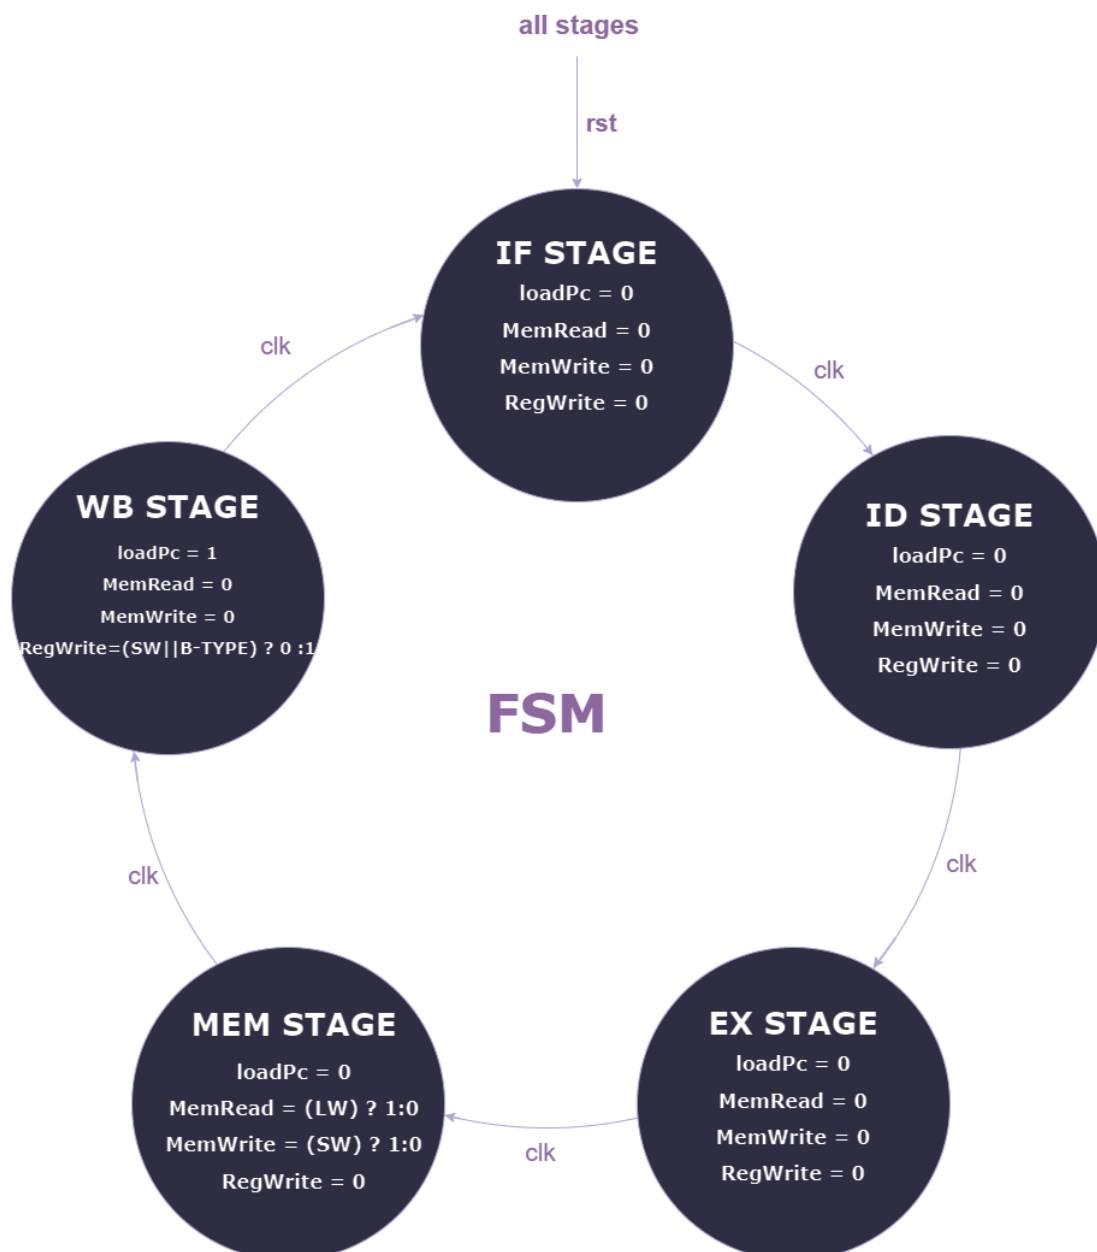 all stages
rst
IF STAGE
loadPc = 0
MemRead = 0
MemWrite = 0
RegWrite = 0
clk
clk
ID STAGE
loadPc = 0
MemRead = 0
MemWrite = 0
RegWrite = 0
WB STAGE
loadPc = 1
MemRead = 0
MemWrite = 0
RegWrite=(SW||B-TYPE) ? 0 :1
FSM
clk
clk
EX STAGE
loadPc = 0
MemRead = 0
MemWrite = 0
RegWrite = 0
MEM STAGE
loadPc = 0
MemRead = (LW) ? 1:0
MemWrite = (SW) ? 1:0
RegWrite = 0
clk